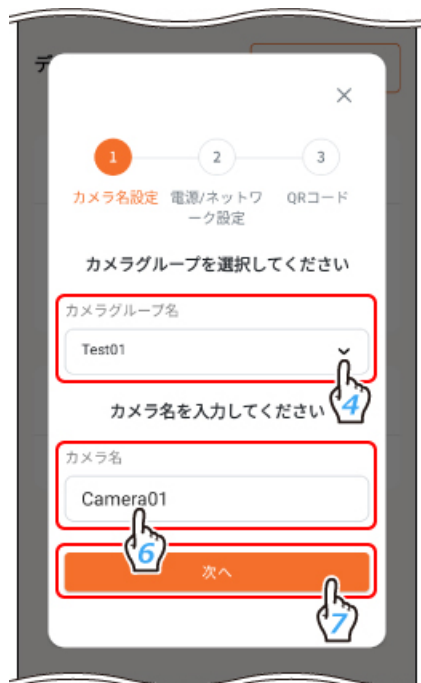 デ
×
1
2
3
カメラ名設定
電源/ネットワ
ーク設定
QRコード
カメラグループを選択してください
カメラグループ名
Test01
4
カメラ名を入力してください
カメラ名
Camera01
6
次へ
7